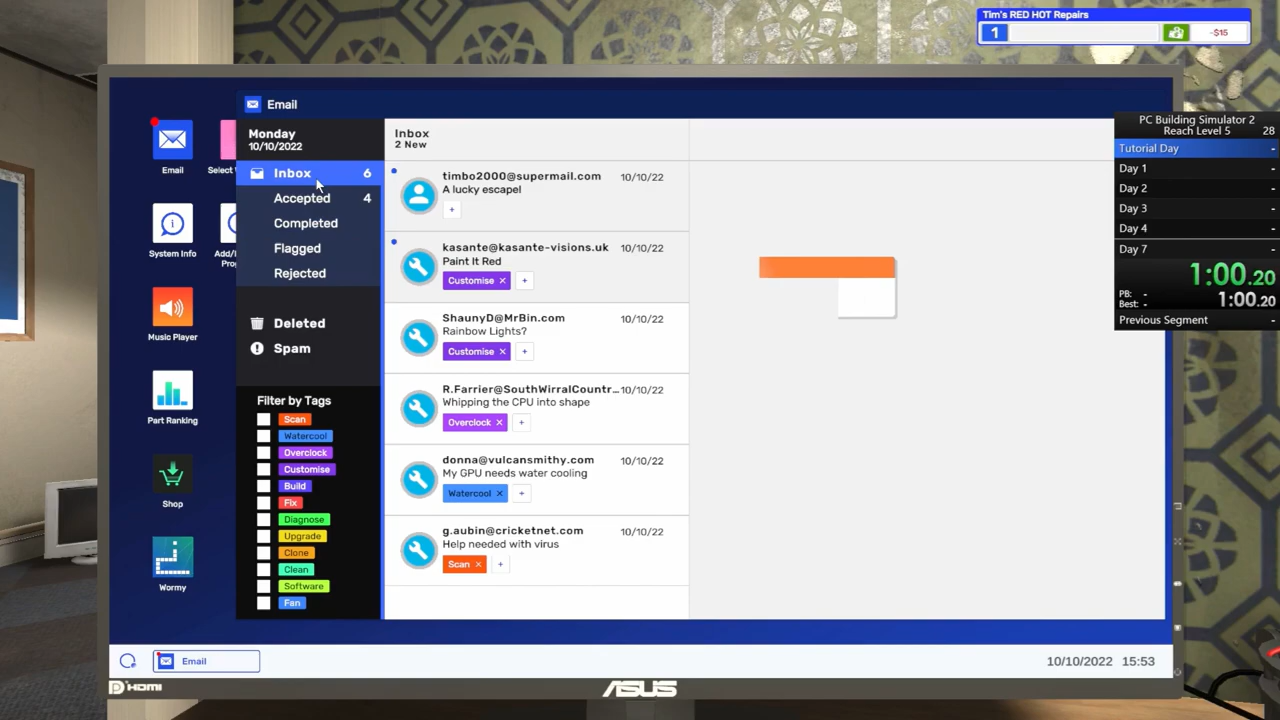 Tim's RED HOT Repairs
1
-$15
Email
Monday
10/10/2022
Inbox 6
Accepted 4
Completed
Flagged
Rejected
Deleted
Spam
Filter by Tags
Scan
Watercool
Overclock
Customise
Build
Fix
Diagnose
Upgrade
Clone
Clean
Software
Fan
Inbox
2 New
timbo2000@supermail.com 10/10/22
A lucky escape!
+
kasante@kasante-visions.uk 10/10/22
Paint It Red
Customise × +
ShaunyD@MrBin.com 10/10/22
Rainbow Lights?
Customise × +
R.Farrier@SouthWirralCountr... 10/10/22
Whipping the CPU into shape
Overclock × +
donna@vulcansmithy.com 10/10/22
My GPU needs water cooling
Watercool × +
g.aubin@cricketnet.com 10/10/22
Help needed with virus
Scan × +
Email
System Info
Music Player
Part Ranking
Shop
Wormy
Email
10/10/2022 15:53
HDMI
ASUS
PC Building Simulator 2
Reach Level 5 28
Tutorial Day -
Day 1 -
Day 2 -
Day 3 -
Day 4 -
Day 7 -
1:00.20
PB: -
Best: - 1:00.20
Previous Segment -